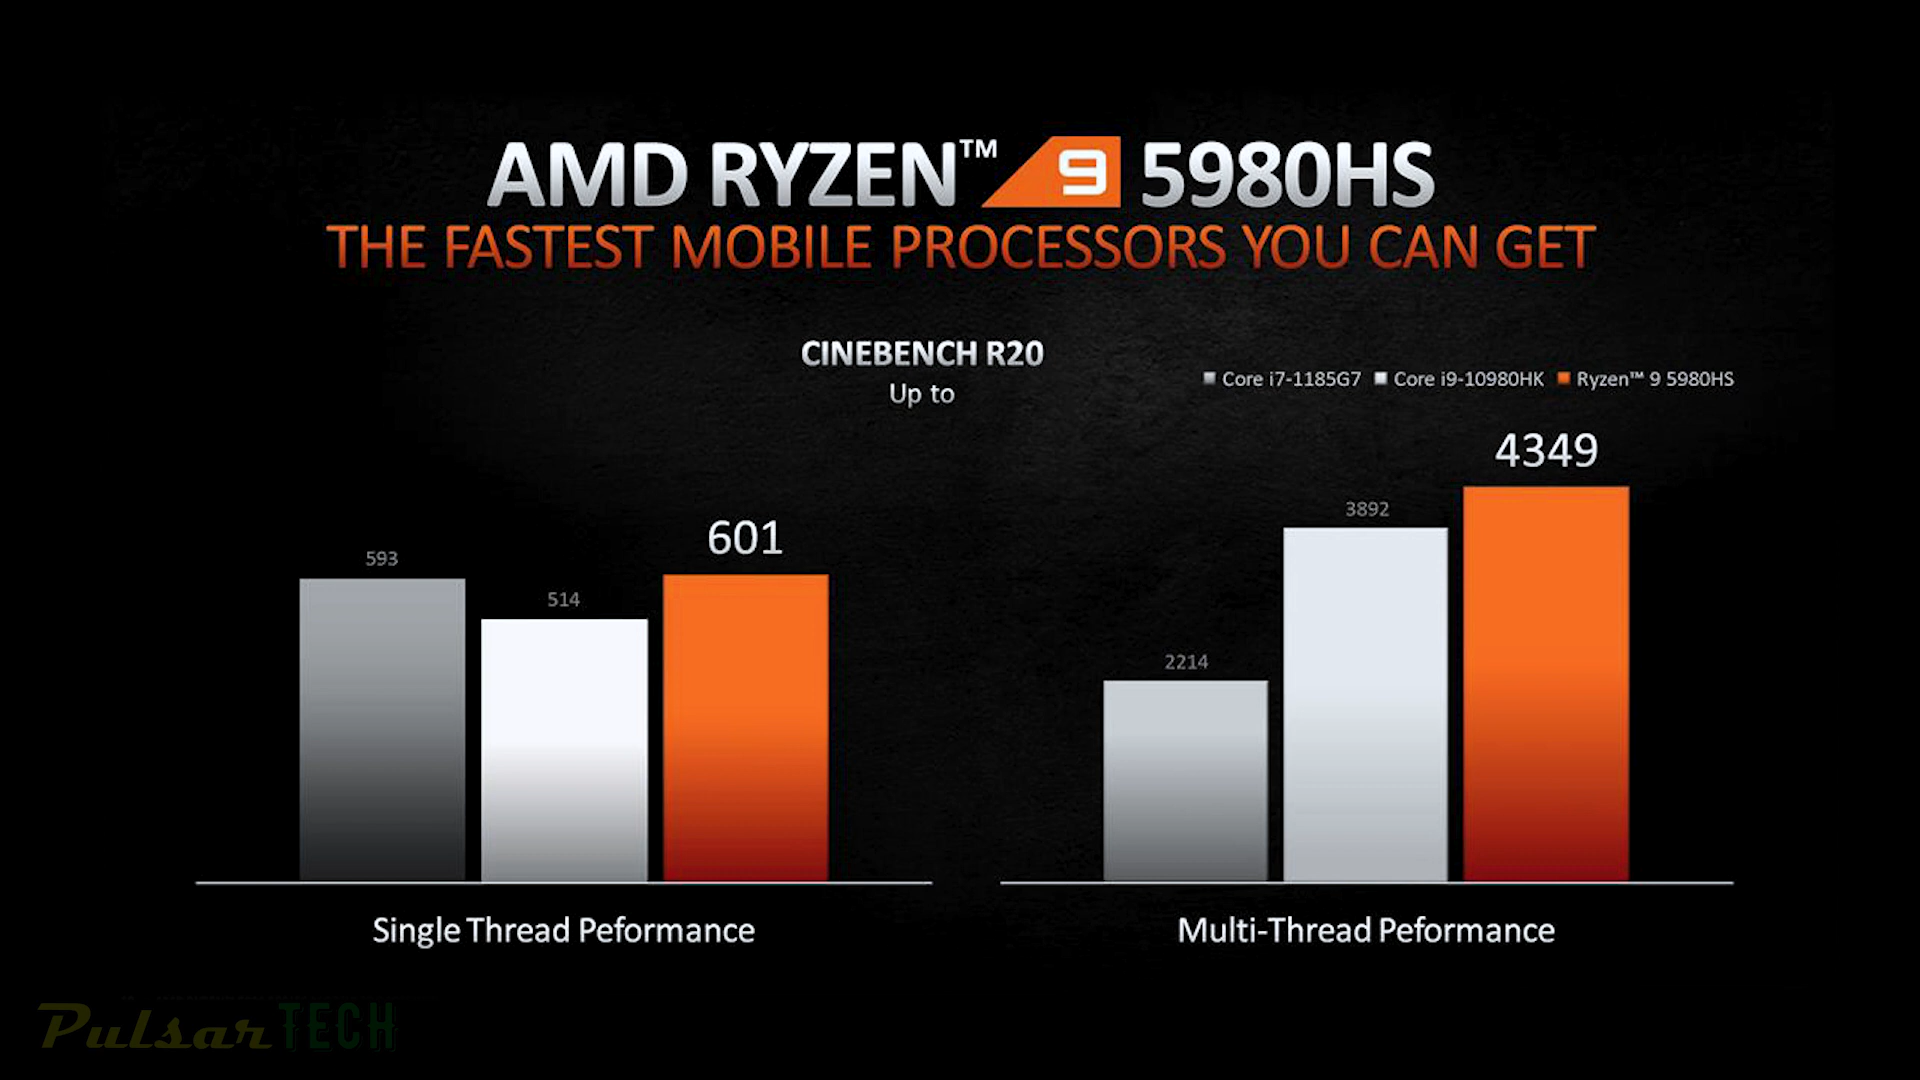 AMD RYZEN™ 9 5980HS
THE FASTEST MOBILE PROCESSORS YOU CAN GET
CINEBENCH R20
Up to
Core i7-1185G7 Core i9-10980HK Ryzen™ 9 5980HS
593
514
601
2214
3892
4349
Single Thread Peformance
Multi-Thread Peformance
PulsarTECH